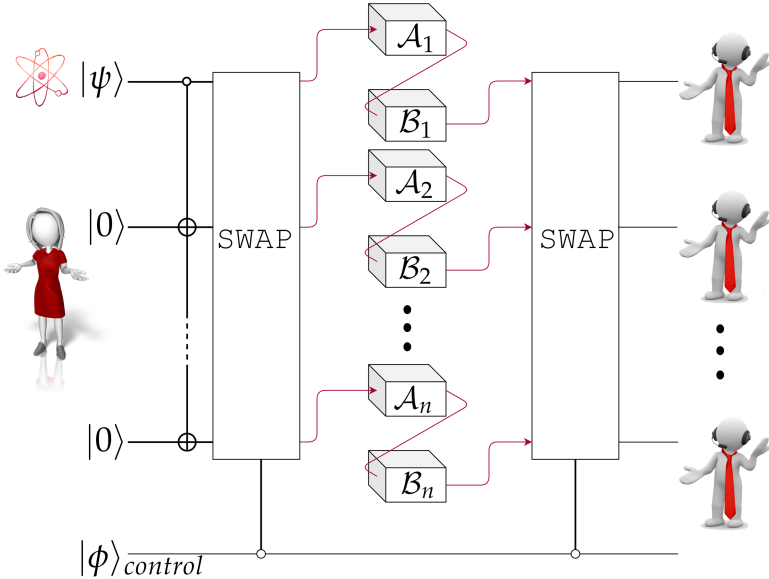 𝒜₁
|ψ⟩
ℬ₁
𝒜₂
|0⟩
SWAP
SWAP
ℬ₂
𝒜ₙ
|0⟩
ℬₙ
|ϕ⟩control